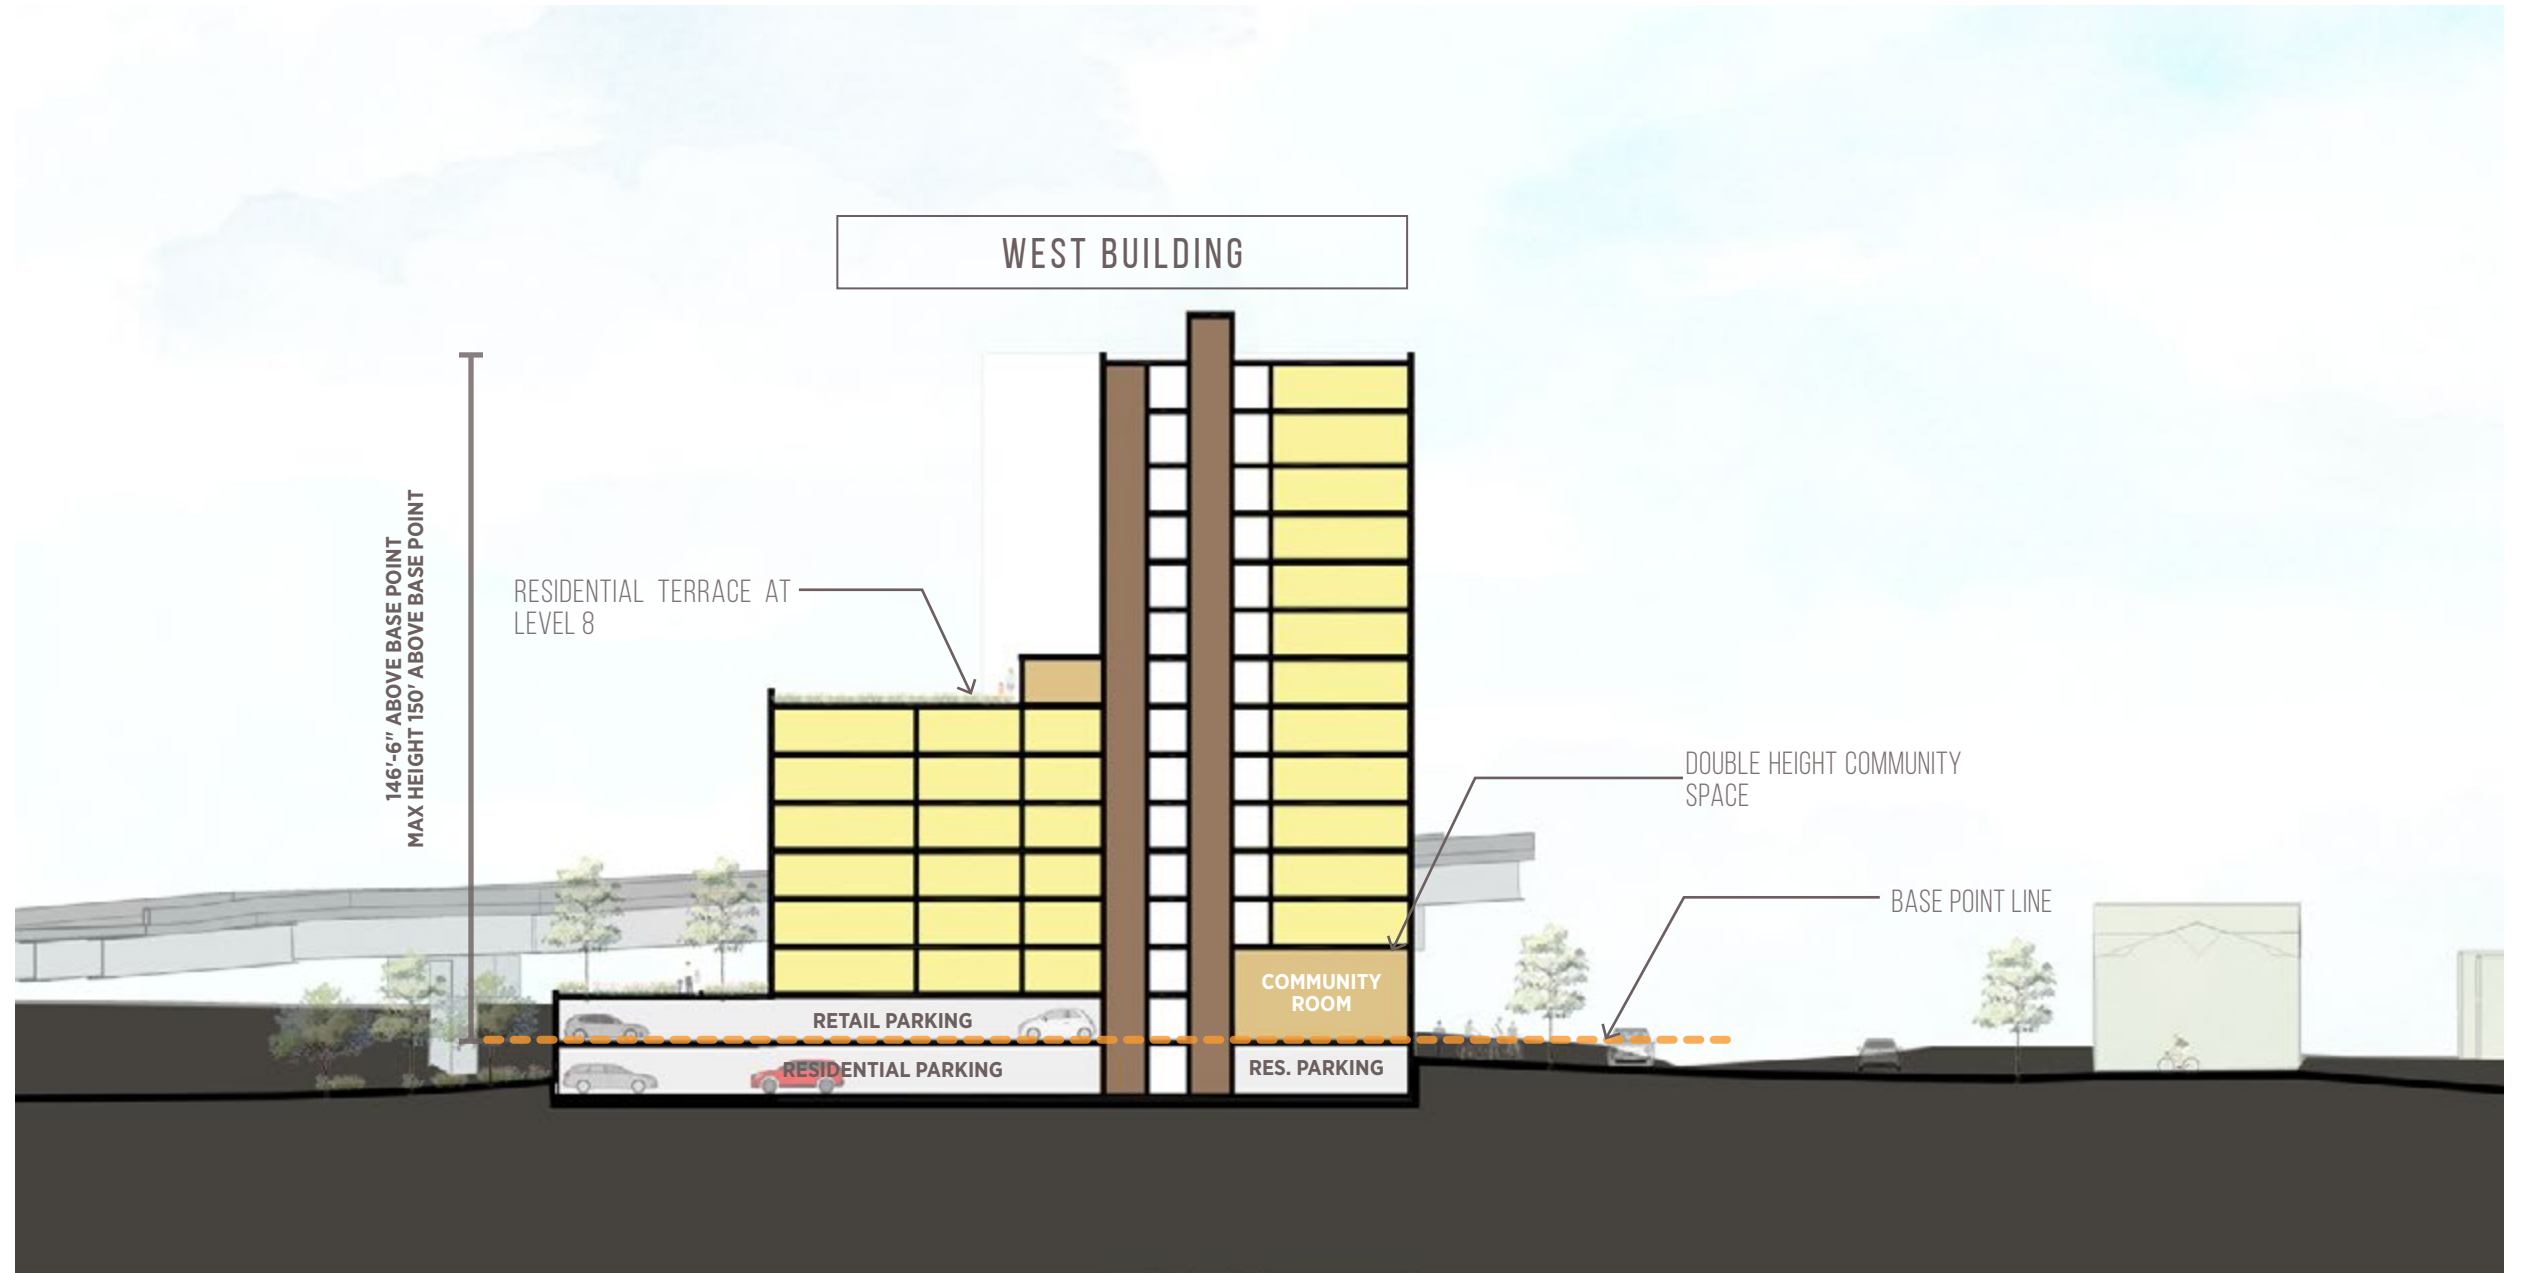 WEST BUILDING
146'-6" ABOVE BASE POINT
MAX HEIGHT 150' ABOVE BASE POINT
RESIDENTIAL TERRACE AT
LEVEL 8
DOUBLE HEIGHT COMMUNITY
SPACE
BASE POINT LINE
COMMUNITY
ROOM
RETAIL PARKING
RESIDENTIAL PARKING
RES. PARKING